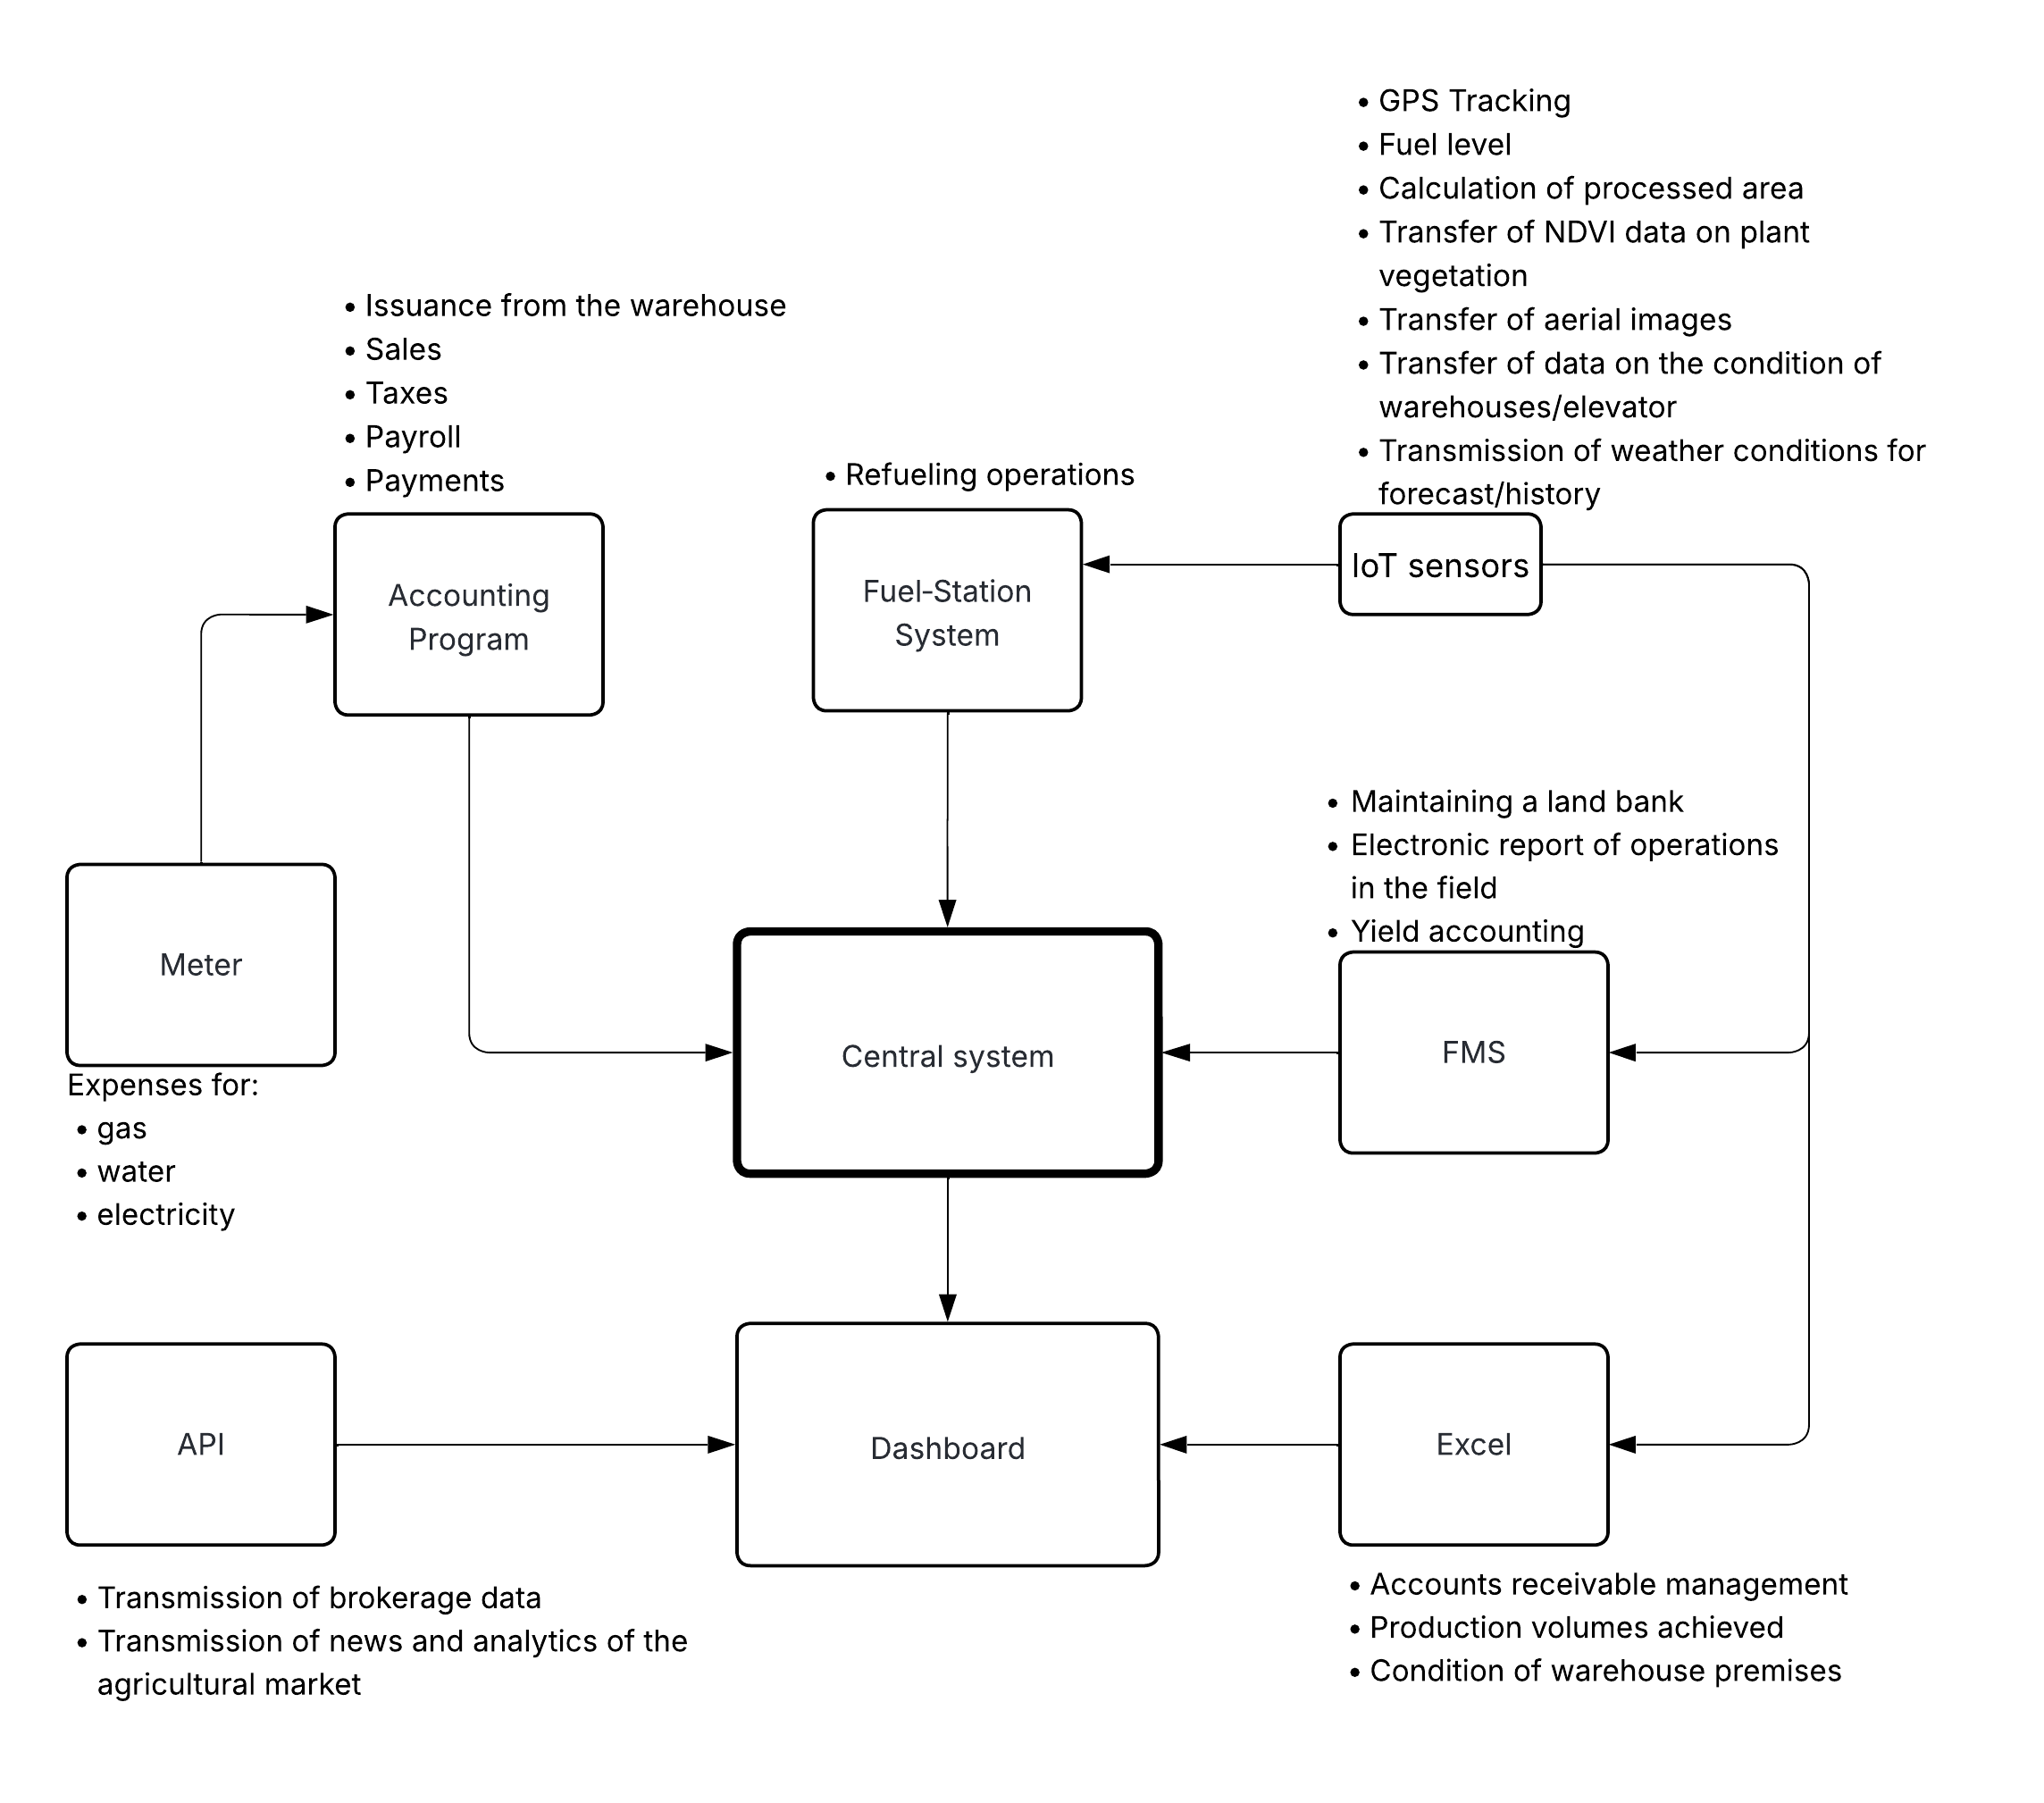 • GPS Tracking
• Fuel level
• Calculation of processed area
• Transfer of NDVI data on plant
vegetation
• Transfer of aerial images
• Transfer of data on the condition of
warehouses/elevator
• Transmission of weather conditions for
forecast/history
• Issuance from the warehouse
• Sales
• Taxes
• Payroll
• Payments
• Refueling operations
Accounting
Program
Fuel-Station
System
IoT sensors
• Maintaining a land bank
• Electronic report of operations
in the field
• Yield accounting
Meter
Expenses for:
• gas
• water
• electricity
Central system
FMS
API
Dashboard
Excel
• Transmission of brokerage data
• Transmission of news and analytics of the
agricultural market
• Accounts receivable management
• Production volumes achieved
• Condition of warehouse premises